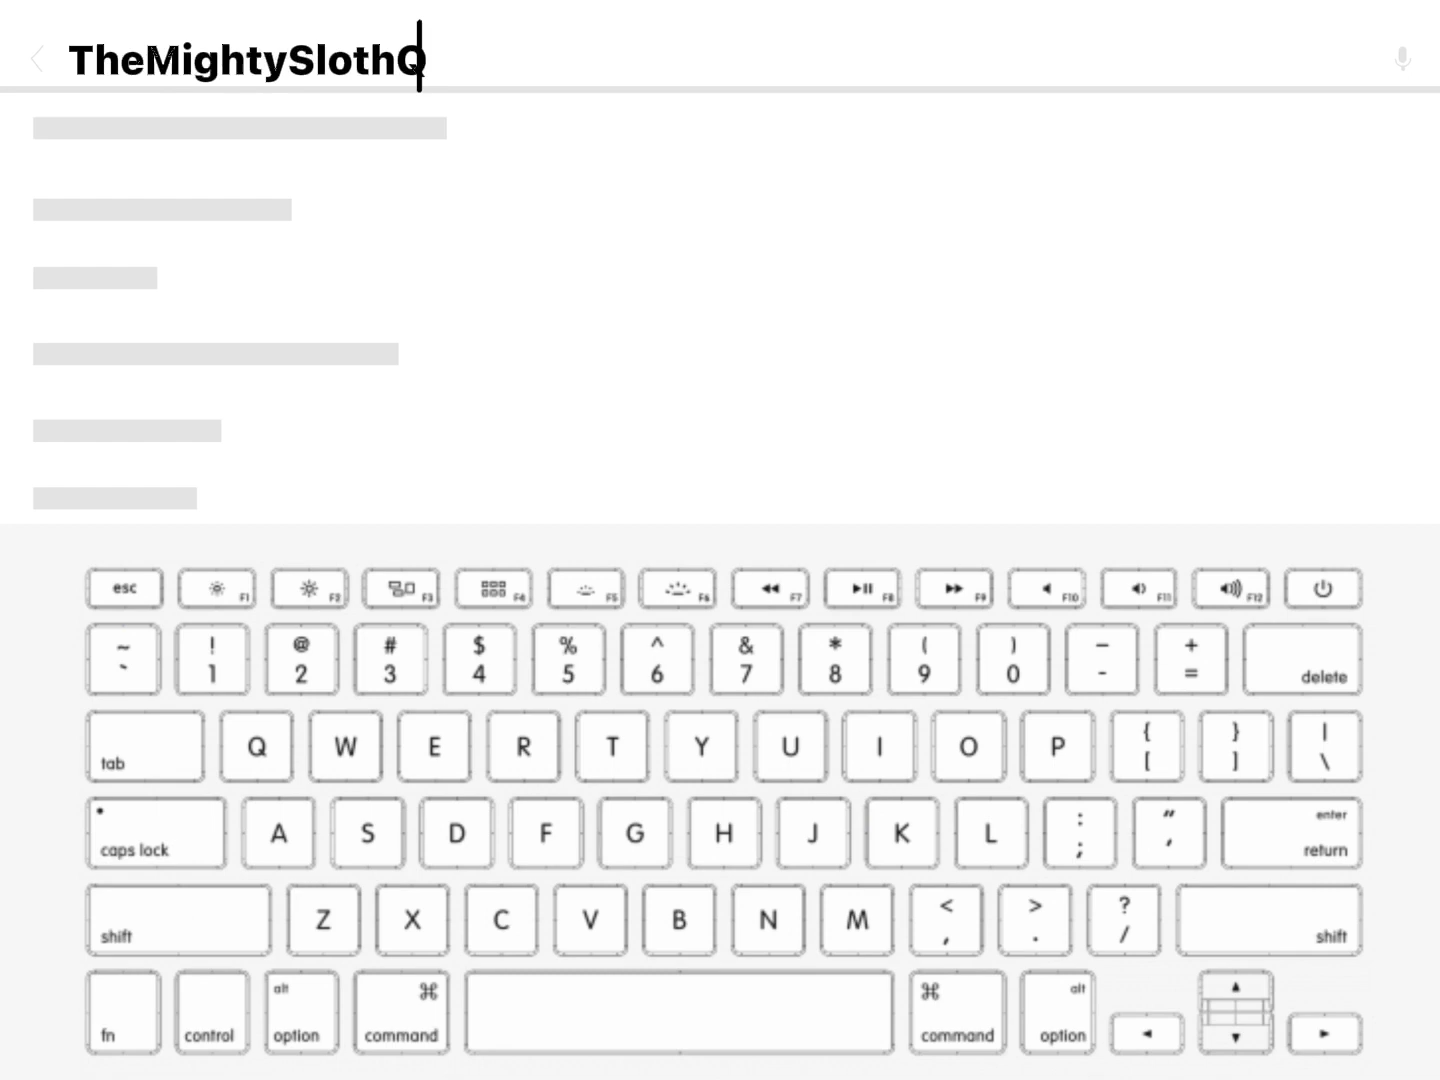 TheMightySlothQ
esc F1 F2 F3 F4 F5 F6 F7 F8 F9 F10 F11 F12
~ ` ! 1 @ 2 # 3 $ 4 % 5 ^ 6 & 7 * 8 ( 9 ) 0 – - + = delete
tab Q W E R T Y U I O P { [ } ] | \
caps lock A S D F G H J K L : ; " ' enter return
shift Z X C V B N M < , > . ? / shift
fn control alt option ⌘ command ⌘ command alt option ◄ ▲ ▼ ►